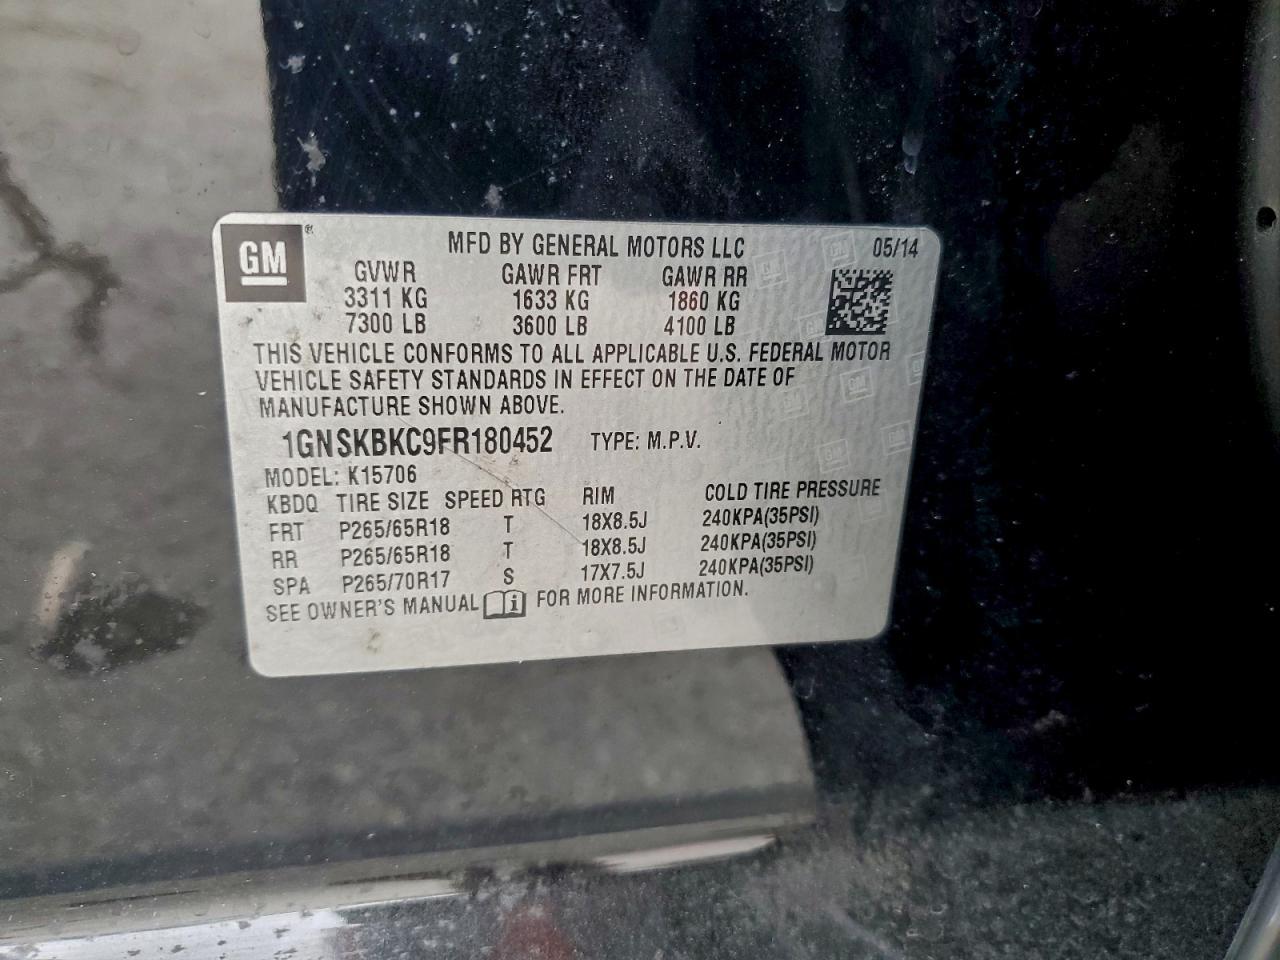 GM ® MFD BY GENERAL MOTORS LLC 05/14
GVWR GAWR FRT GAWR RR
3311 KG 1633 KG 1860 KG
7300 LB 3600 LB 4100 LB
THIS VEHICLE CONFORMS TO ALL APPLICABLE U.S. FEDERAL MOTOR
VEHICLE SAFETY STANDARDS IN EFFECT ON THE DATE OF
MANUFACTURE SHOWN ABOVE.
1GNSKBKC9FR180452 TYPE: M.P.V.
MODEL: K15706
KBDQ TIRE SIZE SPEED RTG RIM COLD TIRE PRESSURE
FRT P265/65R18 T 18X8.5J 240KPA(35PSI)
RR P265/65R18 T 18X8.5J 240KPA(35PSI)
SPA P265/70R17 S 17X7.5J 240KPA(35PSI)
SEE OWNER'S MANUAL i FOR MORE INFORMATION.